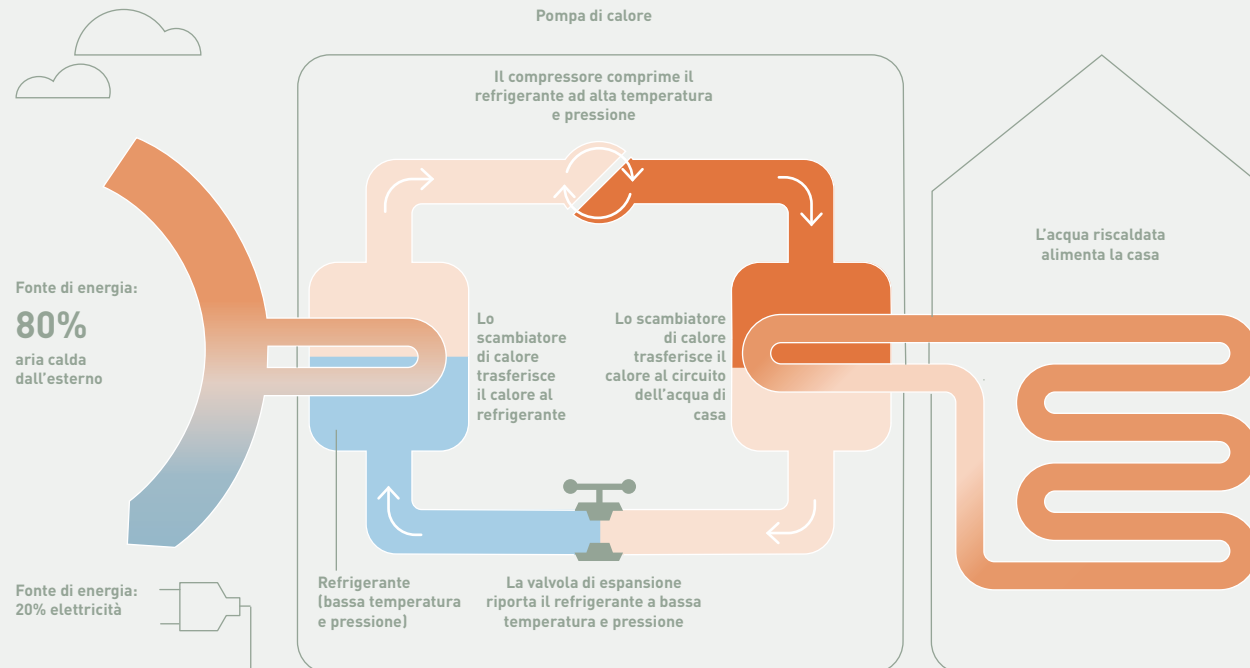 Pompa di calore
Il compressore comprime il
refrigerante ad alta temperatura
e pressione
L'acqua riscaldata
alimenta la casa
Fonte di energia:
80%
aria calda
dall'esterno
Lo
scambiatore
di calore
trasferisce
il calore al
refrigerante
Lo scambiatore
di calore
trasferisce il
calore al circuito
dell'acqua di
casa
Fonte di energia:
20% elettricità
Refrigerante
(bassa temperatura
e pressione)
La valvola di espansione
riporta il refrigerante a bassa
temperatura e pressione